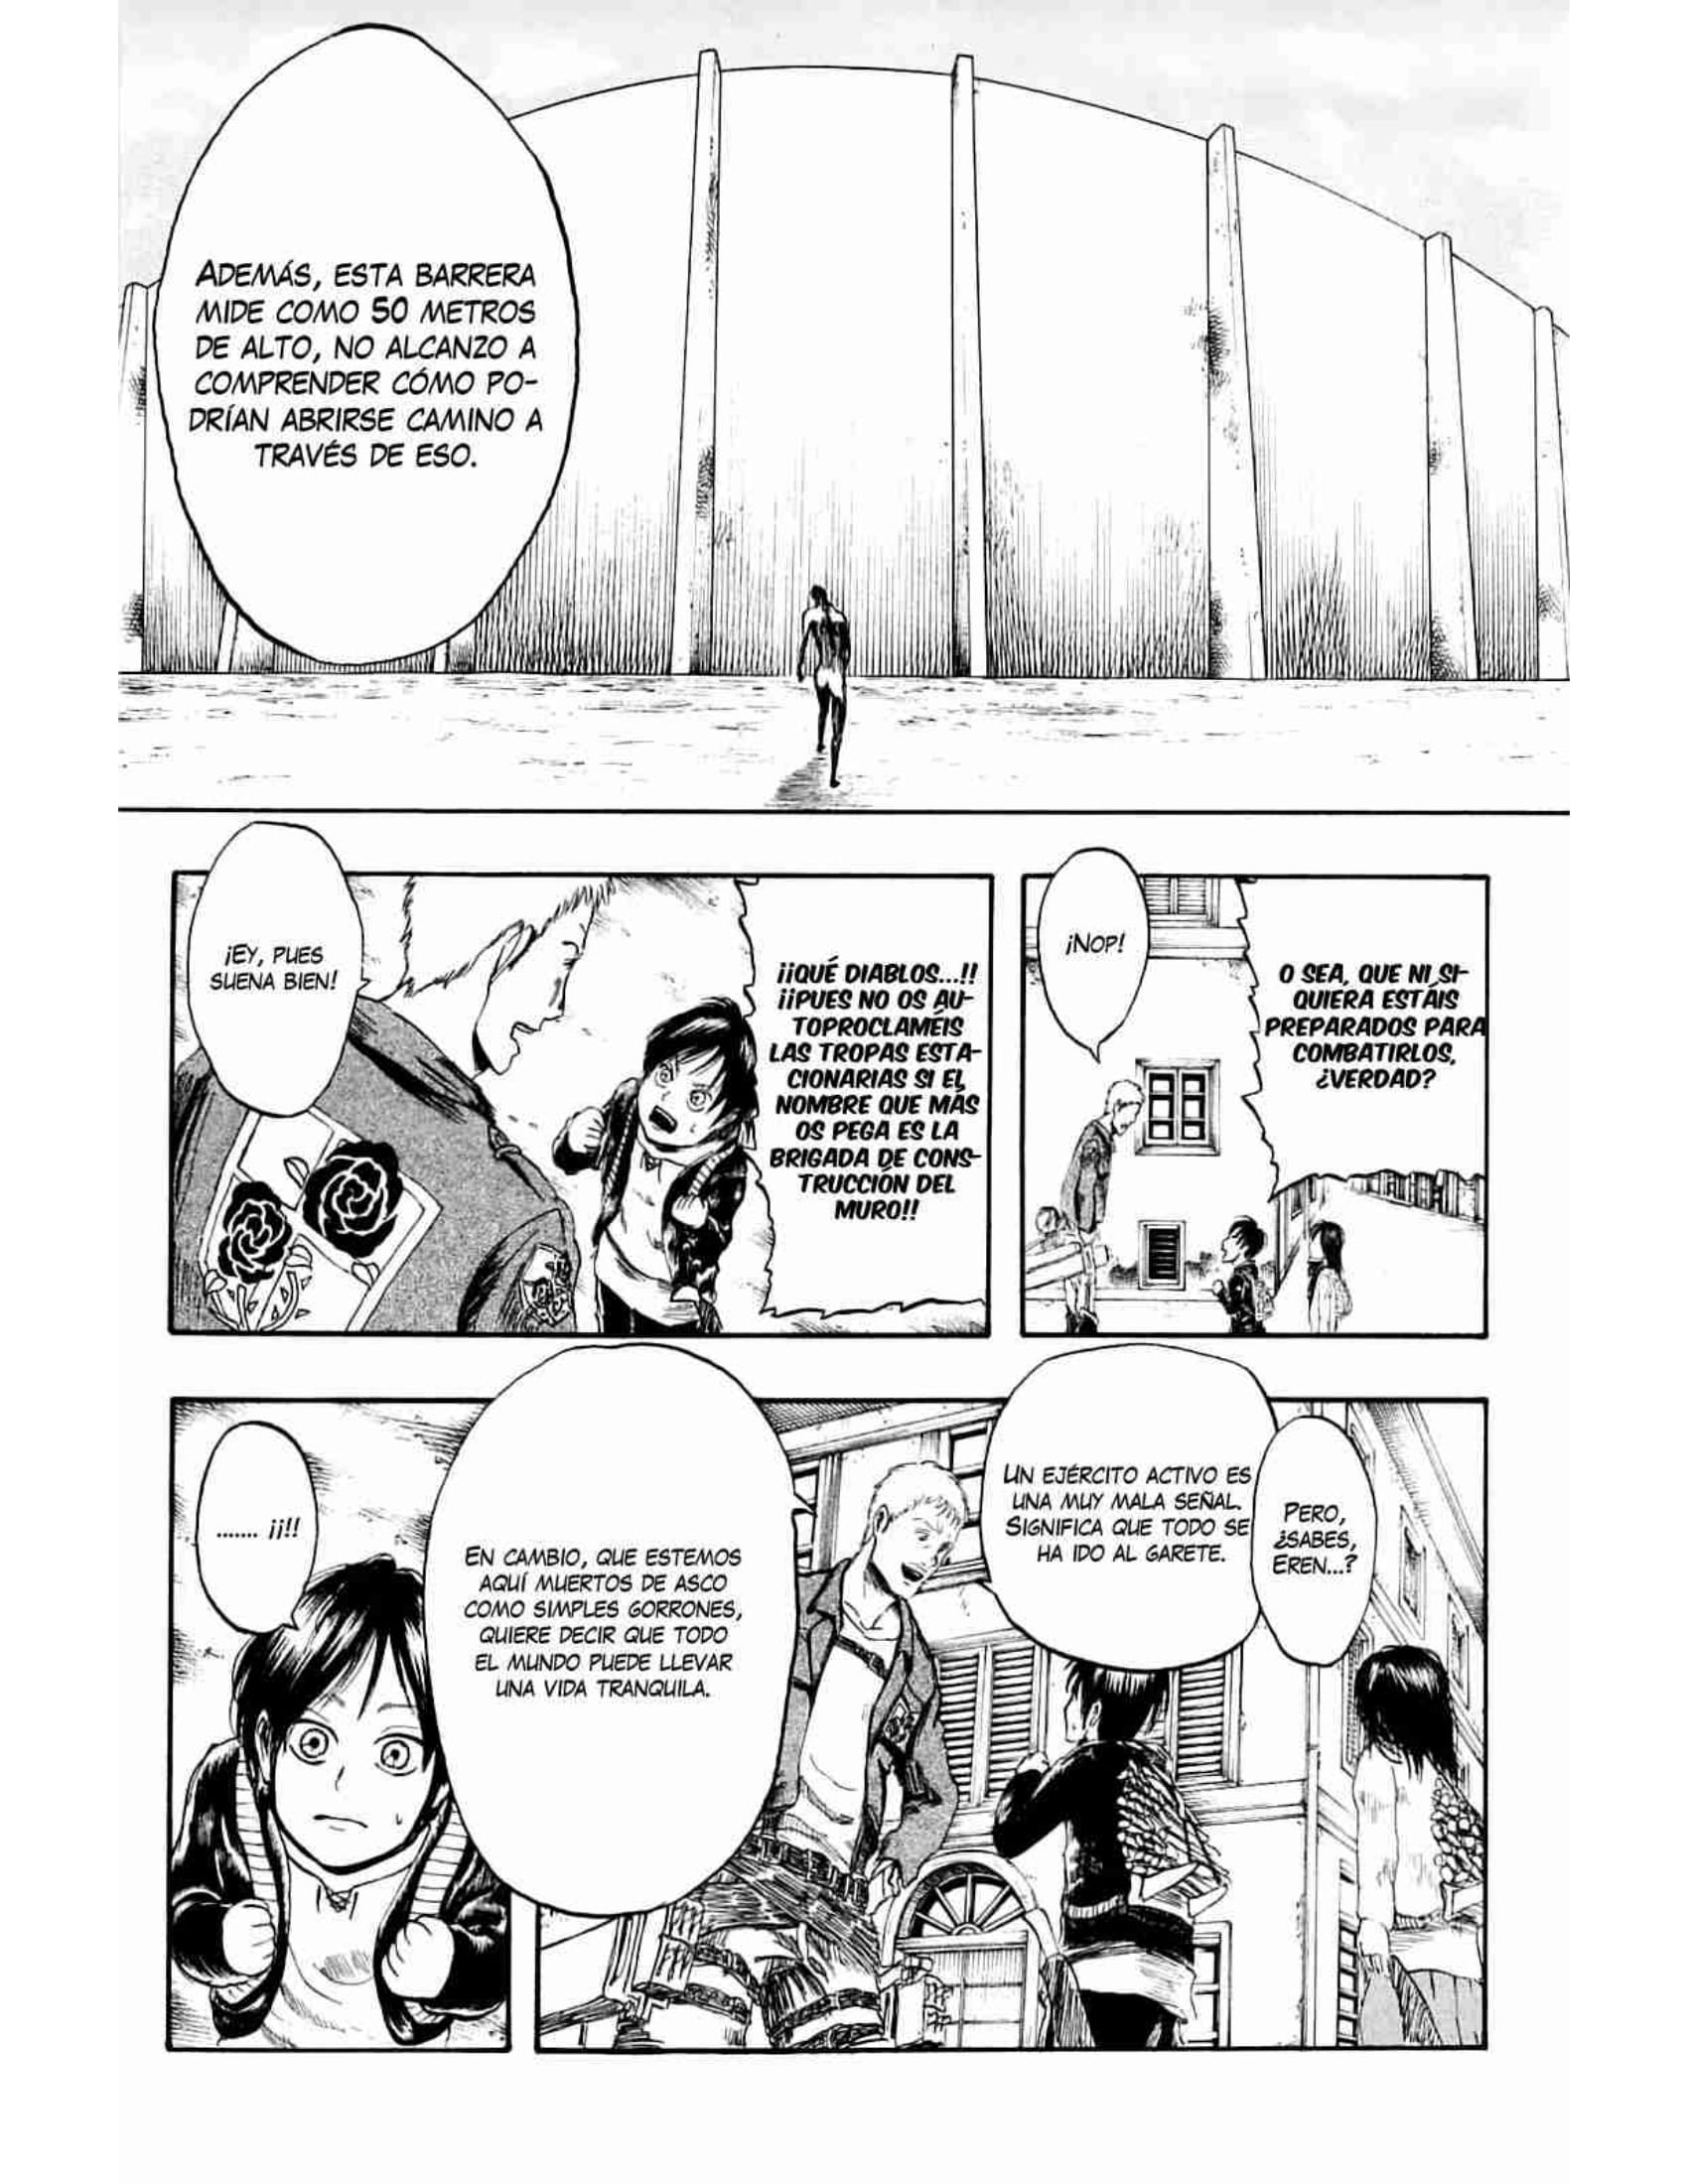 ADEMÁS, ESTA BARRERA
MIDE COMO 50 METROS
DE ALTO, NO ALCANZO A
COMPRENDER CÓMO PO-
DRÍAN ABRIRSE CAMINO A
TRAVÉS DE ESO.
O SEA, QUE NI SI-
QUIERA ESTÁIS
PREPARADOS PARA
COMBATIRLOS,
¿VERDAD?
¡NOP!
¡¡QUÉ DIABLOS...!!
¡¡PUES NO OS AU-
TOPROCLAMÉIS
LAS TROPAS ESTA-
CIONARIAS SI EL
NOMBRE QUE MÁS
OS PEGA ES LA
BRIGADA DE CONS-
TRUCCIÓN DEL
MURO!!
¡EY, PUES
SUENA BIEN!
PERO,
¿SABES,
EREN...?
UN EJÉRCITO ACTIVO ES
UNA MUY MALA SEÑAL.
SIGNIFICA QUE TODO SE
HA IDO AL GARETE.
EN CAMBIO, QUE ESTEMOS
AQUÍ MUERTOS DE ASCO
COMO SIMPLES GORRONES,
QUIERE DECIR QUE TODO
EL MUNDO PUEDE LLEVAR
UNA VIDA TRANQUILA.
....... ¡¡!!